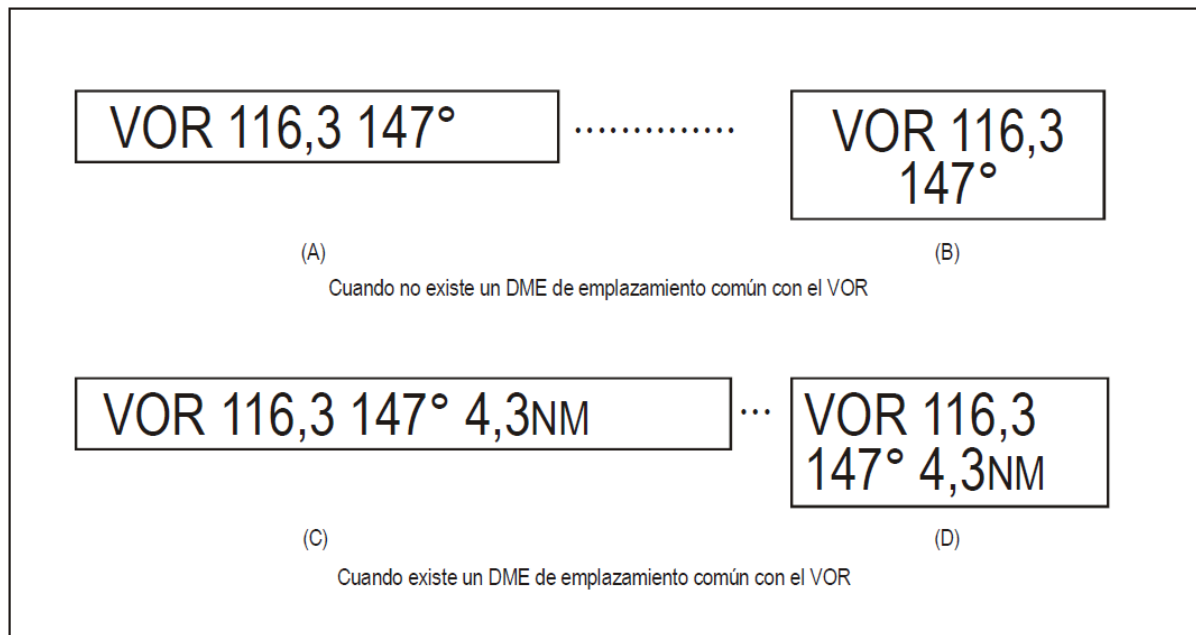 VOR 116,3 147° ..............
VOR 116,3
147°
(A)
(B)
Cuando no existe un DME de emplazamiento común con el VOR
VOR 116,3 147° 4,3NM ...
VOR 116,3
147° 4,3NM
(C)
(D)
Cuando existe un DME de emplazamiento común con el VOR